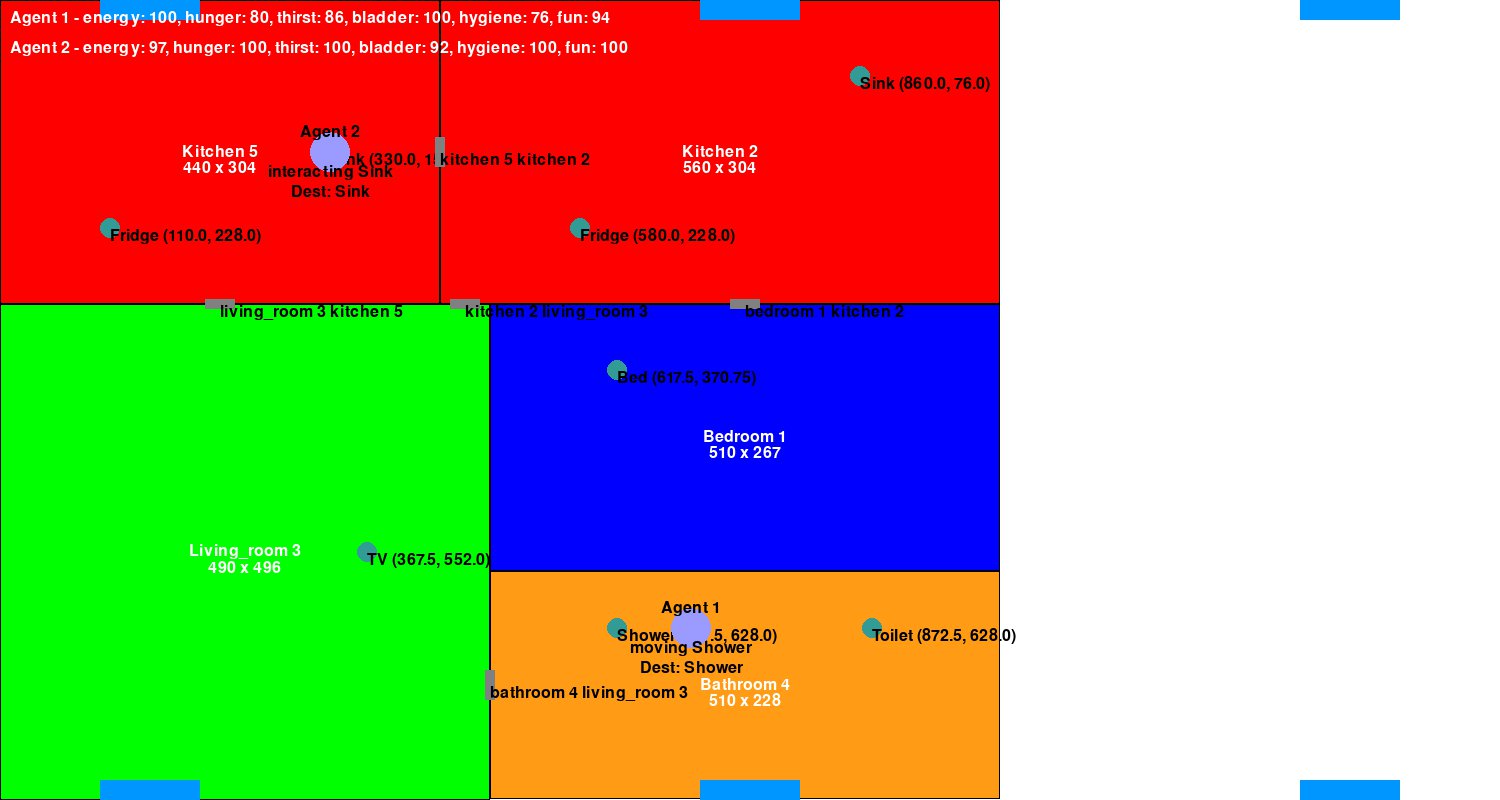 Agent 1 - energy: 100, hunger: 80, thirst: 86, bladder: 100, hygiene: 76, fun: 94
Agent 2 - energy: 97, hunger: 100, thirst: 100, bladder: 92, hygiene: 100, fun: 100
Sink (860.0, 76.0)
Agent 2
Kitchen 5
440 x 304
(330.0,
kitchen 5 kitchen 2
interacting Sink
Dest: Sink
Kitchen 2
560 x 304
Fridge (110.0, 228.0)
Fridge (580.0, 228.0)
living_room 3 kitchen 5
kitchen 2 living_room 3
bedroom 1 kitchen 2
Bed (617.5, 370.75)
Bedroom 1
510 x 267
Living_room 3
490 x 496
TV (367.5, 552.0)
Agent 1
Shower 628.0)
moving Shower
Dest: Shower
Toilet (872.5, 628.0)
Bathroom 4
510 x 228
bathroom 4 living_room 3